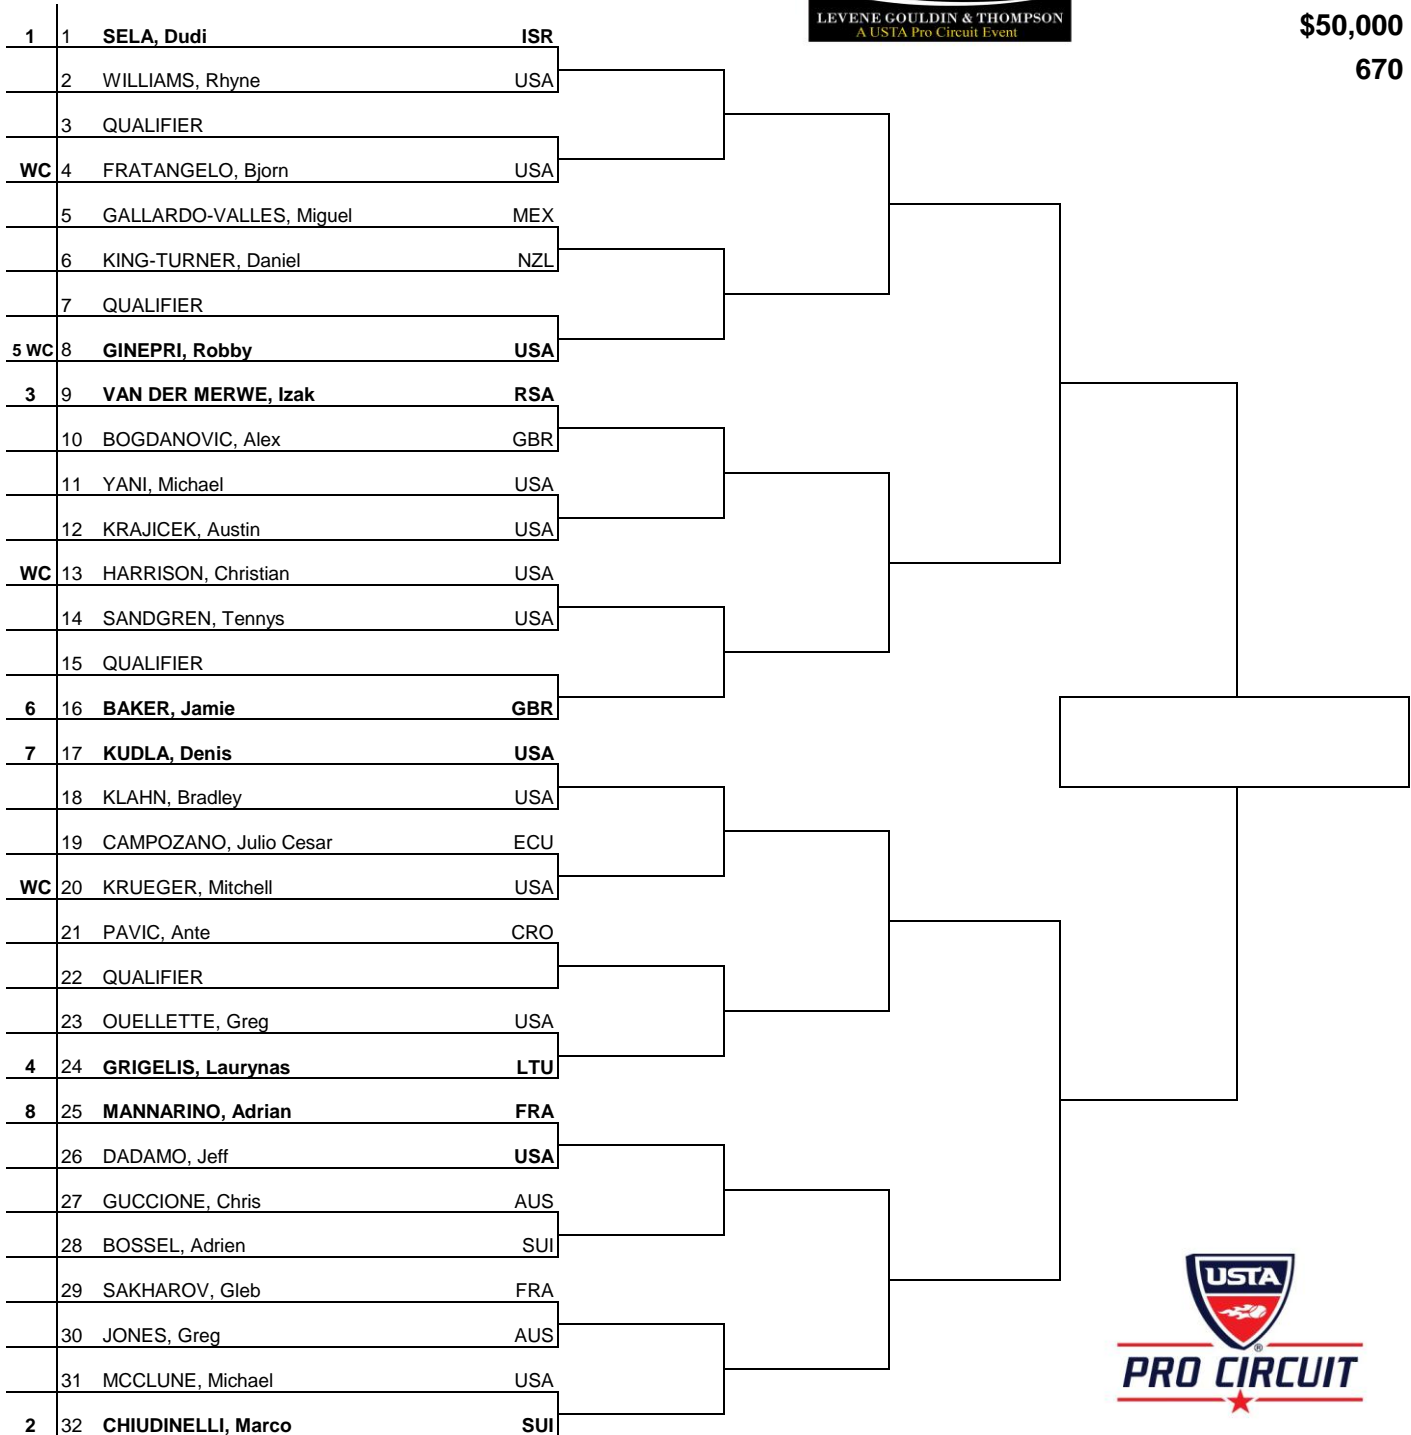 LEVENE GOULDIN & THOMPSON
A USTA Pro Circuit Event
$50,000
670
1 1 SELA, Dudi ISR
2 WILLIAMS, Rhyne USA
3 QUALIFIER
WC 4 FRATANGELO, Bjorn USA
5 GALLARDO-VALLES, Miguel MEX
6 KING-TURNER, Daniel NZL
7 QUALIFIER
5 WC 8 GINEPRI, Robby USA
3 9 VAN DER MERWE, Izak RSA
10 BOGDANOVIC, Alex GBR
11 YANI, Michael USA
12 KRAJICEK, Austin USA
WC 13 HARRISON, Christian USA
14 SANDGREN, Tennys USA
15 QUALIFIER
6 16 BAKER, Jamie GBR
7 17 KUDLA, Denis USA
18 KLAHN, Bradley USA
19 CAMPOZANO, Julio Cesar ECU
WC 20 KRUEGER, Mitchell USA
21 PAVIC, Ante CRO
22 QUALIFIER
23 OUELLETTE, Greg USA
4 24 GRIGELIS, Laurynas LTU
8 25 MANNARINO, Adrian FRA
26 DADAMO, Jeff USA
27 GUCCIONE, Chris AUS
28 BOSSEL, Adrien SUI
29 SAKHAROV, Gleb FRA
30 JONES, Greg AUS
31 MCCLUNE, Michael USA
2 32 CHIUDINELLI, Marco SUI
USTA
®
PRO CIRCUIT